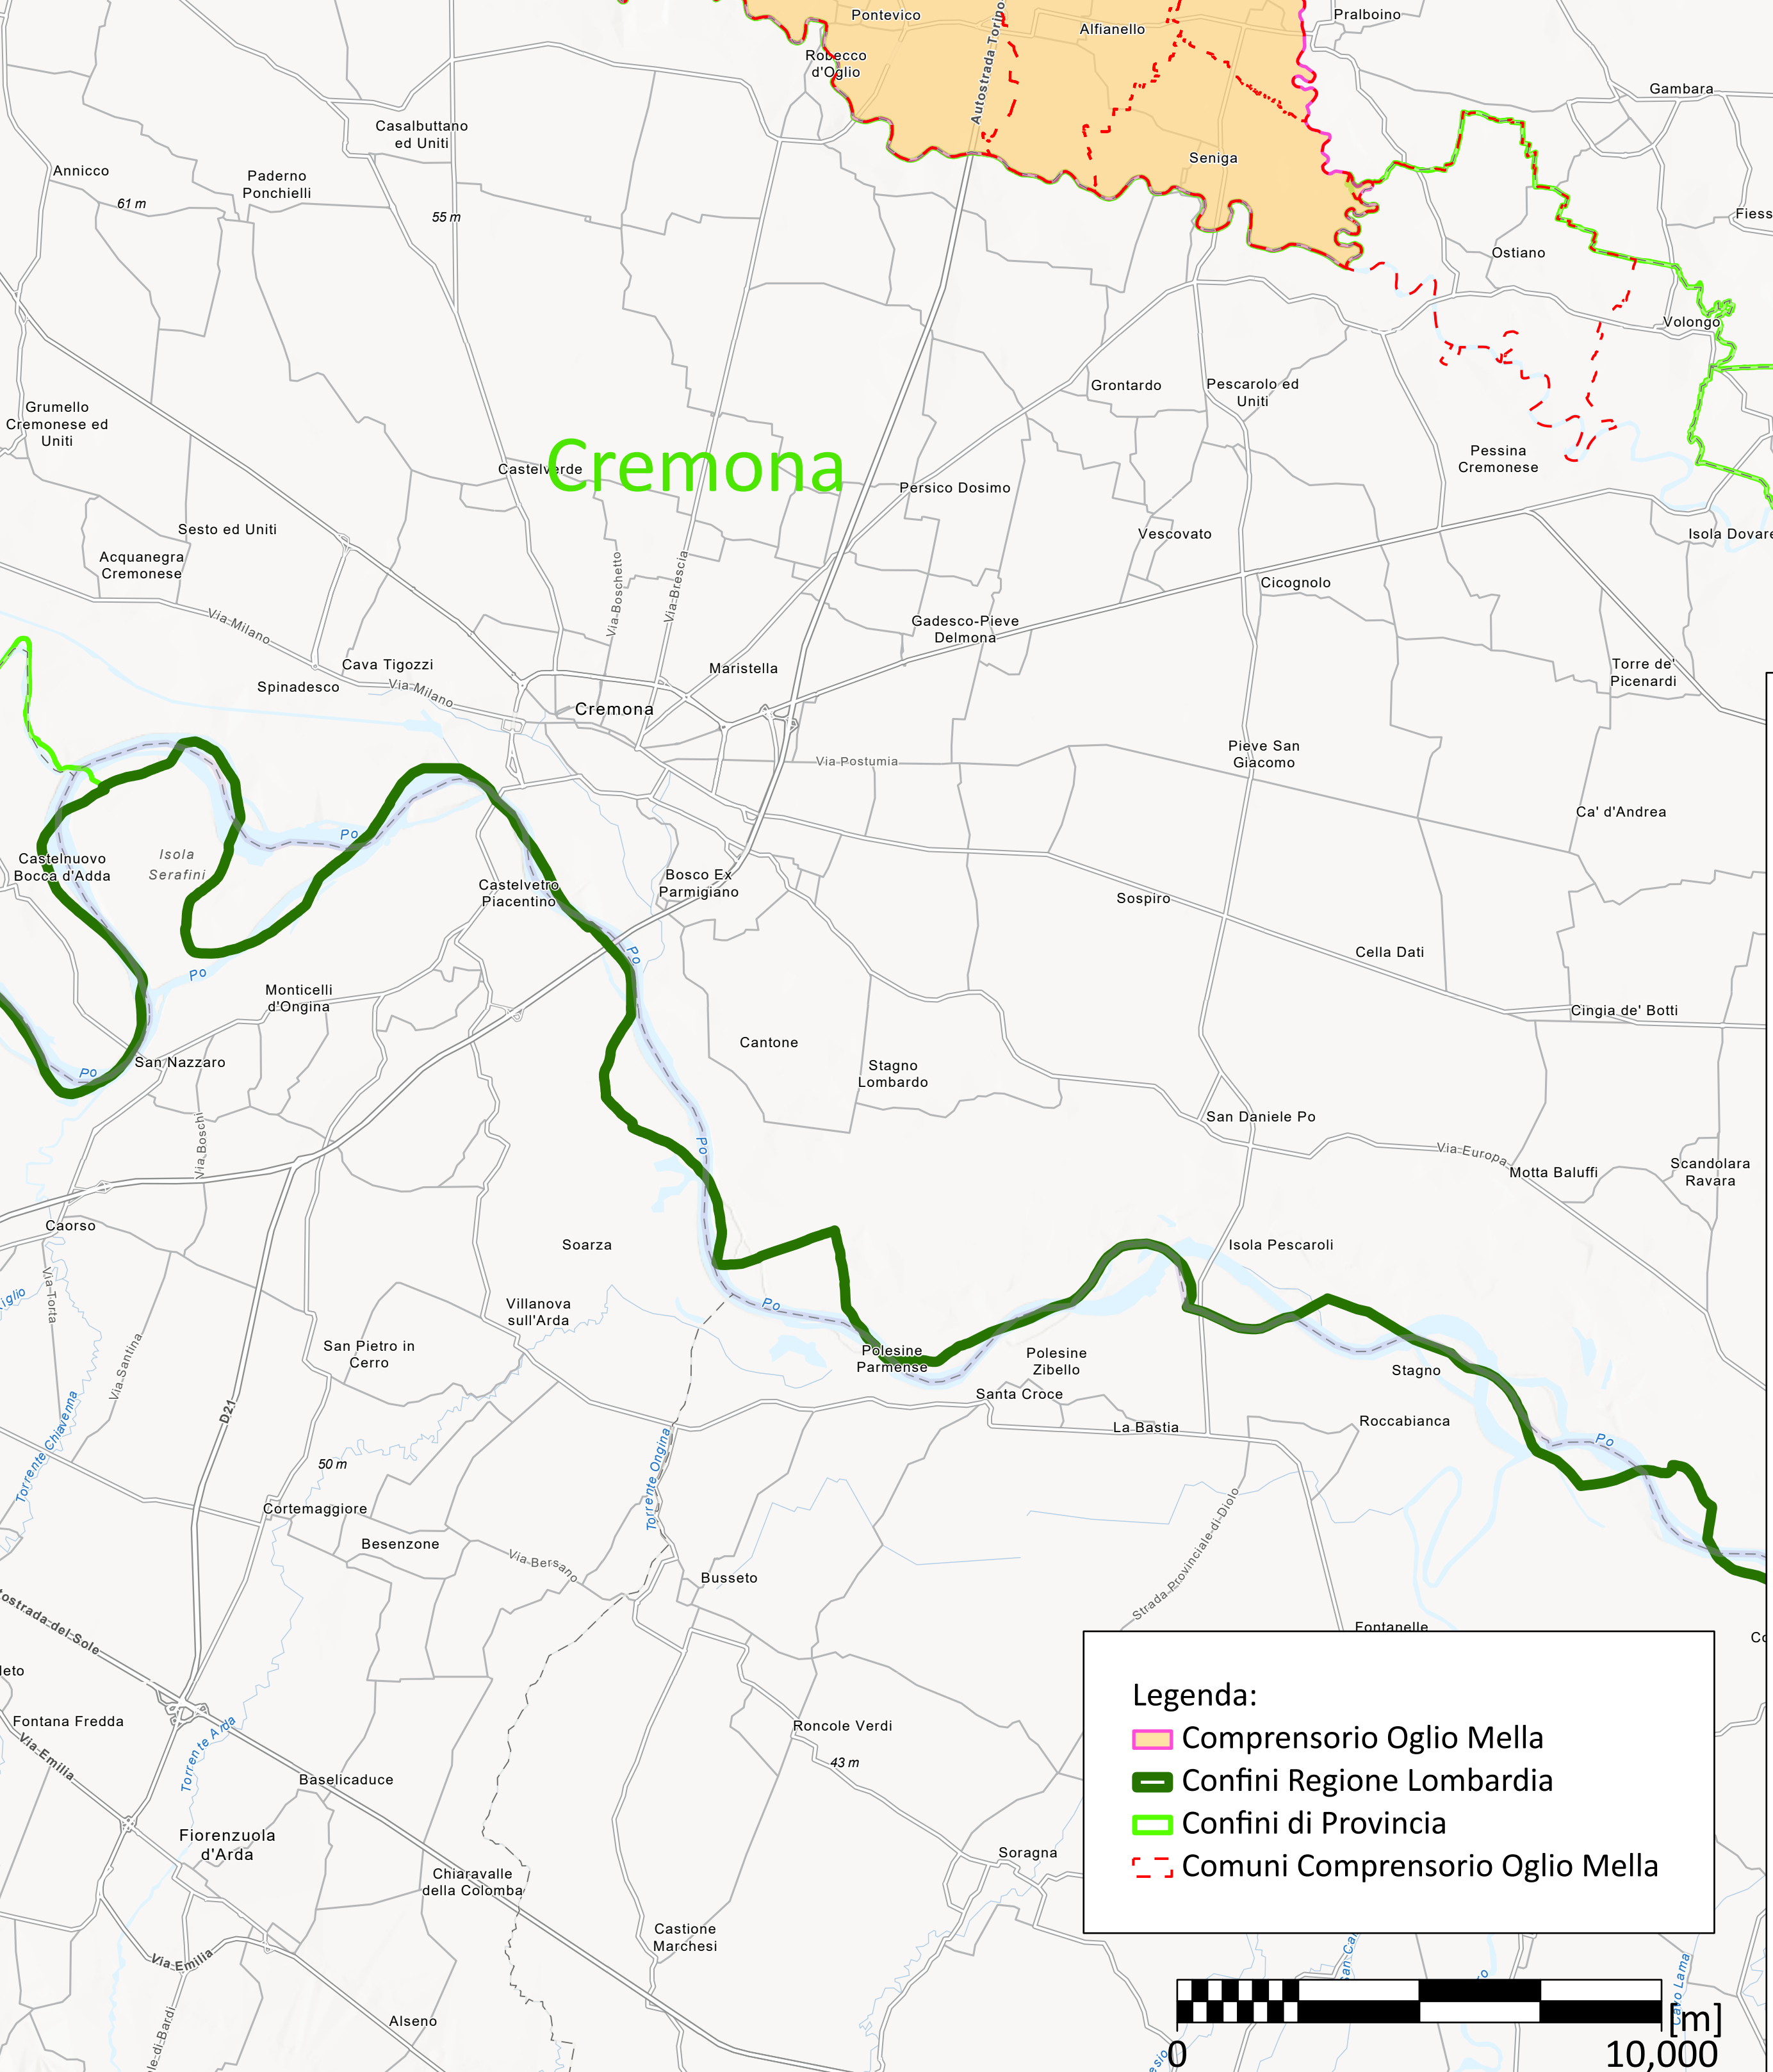 Pontevico
Alfianello
Pralboino
Robecco
d'Oglio
Gambara
Casalbuttano
ed Uniti
Seniga
Annicco
Paderno
Ponchielli
61 m
55 m
Ostiano
Volongo
Grontardo
Pescarolo ed
Uniti
Grumello
Cremonese ed
Uniti
Cremona
Castelverde
Pessina
Cremonese
Persico Dosimo
Sesto ed Uniti
Vescovato
Acquanegra
Cremonese
Via Boschetto
Via Brescia
Cicognolo
Via Milano
Gadesco-Pieve
Delmona
Cava Tigozzi
Maristella
Torre de'
Picenardi
Spinadesco
Via Milano
Cremona
Pieve San
Giacomo
Via Postumia
Ca' d'Andrea
Po
Isola
Serafini
Castelnuovo
Bocca d'Adda
Castelvetro
Piacentino
Bosco Ex
Parmigiano
Sospiro
Po
Cella Dati
Po
Monticelli
d'Ongina
Cingia de' Botti
Cantone
San Nazzaro
Po
Stagno
Lombardo
San Daniele Po
Via Boschi
Po
Via Europa
Motta Baluffi
Scandolara
Ravara
Caorso
Soarza
Isola Pescaroli
Via Torta
Villanova
sull'Arda
Po
San Pietro in
Cerro
Via Santina
Polesine
Parmense
Polesine
Zibello
Stagno
Santa Croce
D21
Torrente Chiavenna
La Bastia
Roccabianca
Po
50 m
Torrente Ongina
Cortemaggiore
Besenzone
Via Bersano
Busseto
Strada Provinciale di Diolo
Fontanelle
Fontana Fredda
Via Emilia
Torrente Arda
Roncole Verdi
43 m
Baselicaduce
Fiorenzuola
d'Arda
Chiaravalle
della Colomba
Soragna
Castione
Marchesi
Via Emilia
Alseno
Legenda:
Comprensorio Oglio Mella
Confini Regione Lombardia
Confini di Provincia
Comuni Comprensorio Oglio Mella
[m]
0
10,000